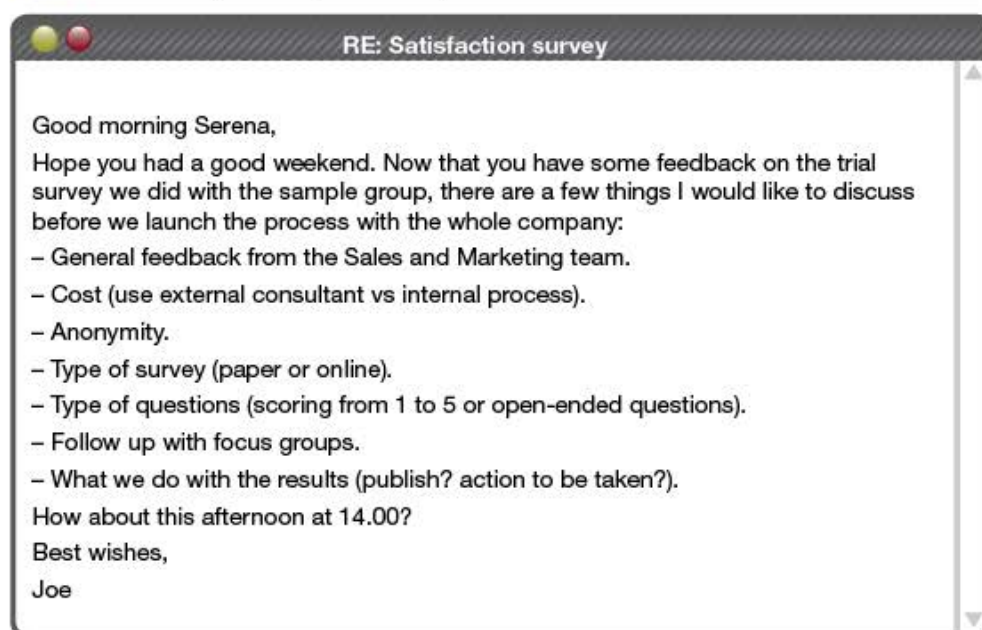 RE: Satisfaction survey
Good morning Serena,
Hope you had a good weekend. Now that you have some feedback on the trial
survey we did with the sample group, there are a few things I would like to discuss
before we launch the process with the whole company:
– General feedback from the Sales and Marketing team.
– Cost (use external consultant vs internal process).
– Anonymity.
– Type of survey (paper or online).
– Type of questions (scoring from 1 to 5 or open-ended questions).
– Follow up with focus groups.
– What we do with the results (publish? action to be taken?).
How about this afternoon at 14.00?
Best wishes,
Joe